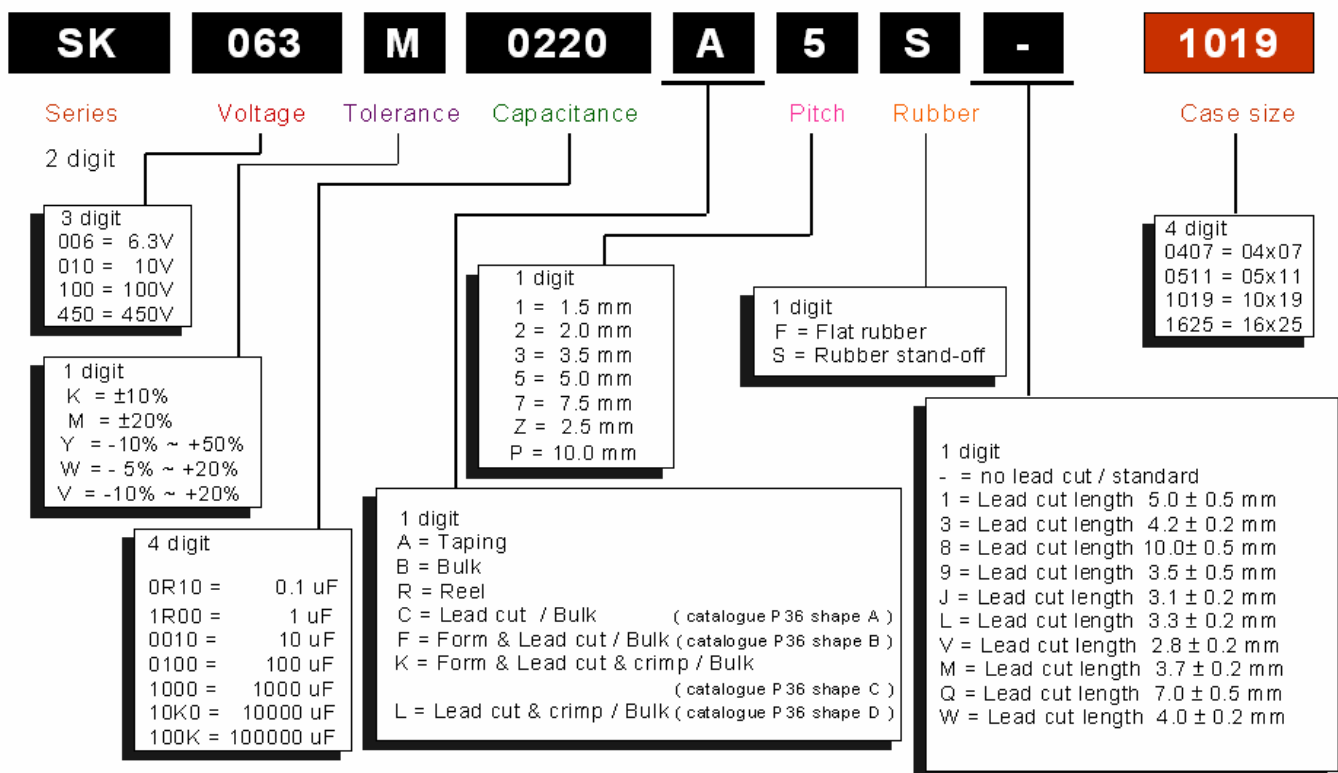 SK 063 M 0220 A 5 S - 1019
Series Voltage Tolerance Capacitance Pitch Rubber Case size
2 digit
3 digit
006 = 6.3V
010 = 10V
100 = 100V
450 = 450V
1 digit
K = ±10%
M = ±20%
Y = -10% ~ +50%
W = - 5% ~ +20%
V = -10% ~ +20%
4 digit
0R10 = 0.1 uF
1R00 = 1 uF
0010 = 10 uF
0100 = 100 uF
1000 = 1000 uF
10K0 = 10000 uF
100K = 100000 uF
1 digit
A = Taping
B = Bulk
R = Reel
C = Lead cut / Bulk ( catalogue P36 shape A )
F = Form & Lead cut / Bulk ( catalogue P36 shape B )
K = Form & Lead cut & crimp / Bulk
( catalogue P36 shape C )
L = Lead cut & crimp / Bulk ( catalogue P36 shape D )
1 digit
1 = 1.5 mm
2 = 2.0 mm
3 = 3.5 mm
5 = 5.0 mm
7 = 7.5 mm
Z = 2.5 mm
P = 10.0 mm
1 digit
F = Flat rubber
S = Rubber stand-off
1 digit
- = no lead cut / standard
1 = Lead cut length 5.0 ± 0.5 mm
3 = Lead cut length 4.2 ± 0.2 mm
8 = Lead cut length 10.0± 0.5 mm
9 = Lead cut length 3.5 ± 0.5 mm
J = Lead cut length 3.1 ± 0.2 mm
L = Lead cut length 3.3 ± 0.2 mm
V = Lead cut length 2.8 ± 0.2 mm
M = Lead cut length 3.7 ± 0.2 mm
Q = Lead cut length 7.0 ± 0.5 mm
W = Lead cut length 4.0 ± 0.2 mm
4 digit
0407 = 04x07
0511 = 05x11
1019 = 10x19
1625 = 16x25